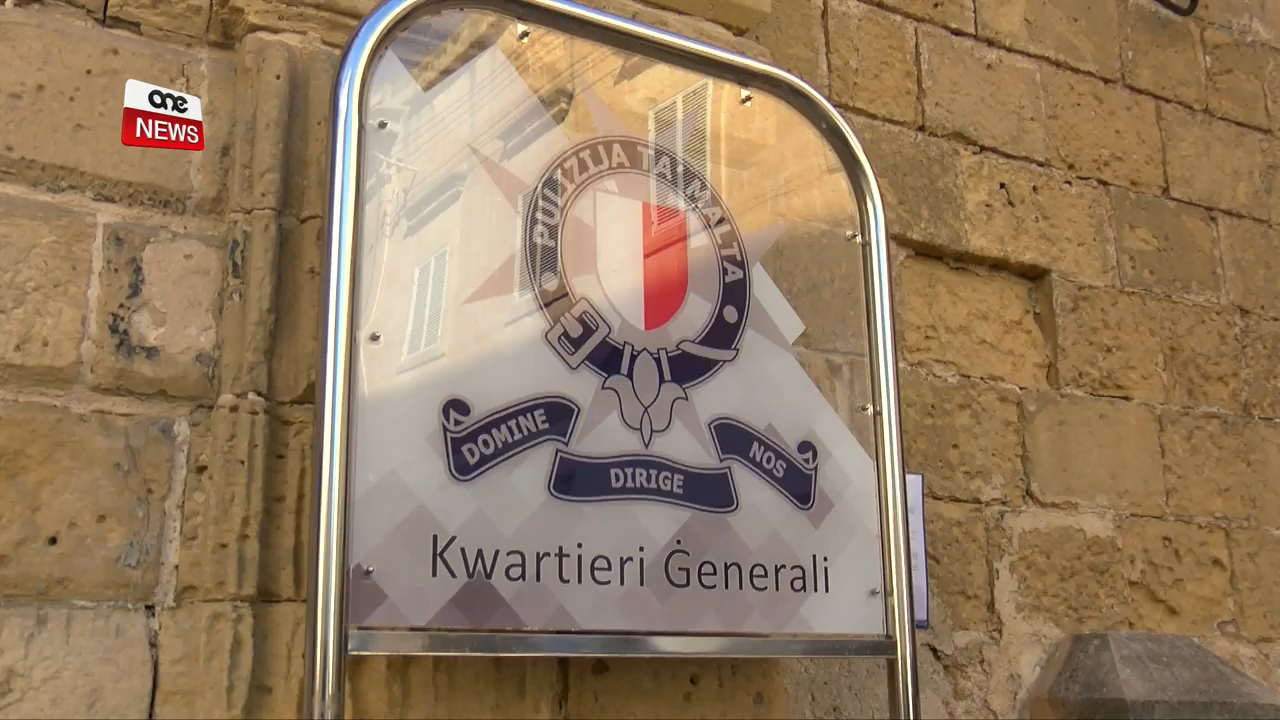 one
NEWS
PULIZIJA TA' MALTA
DOMINE
DIRIGE
NOS
Kwartieri Ġenerali